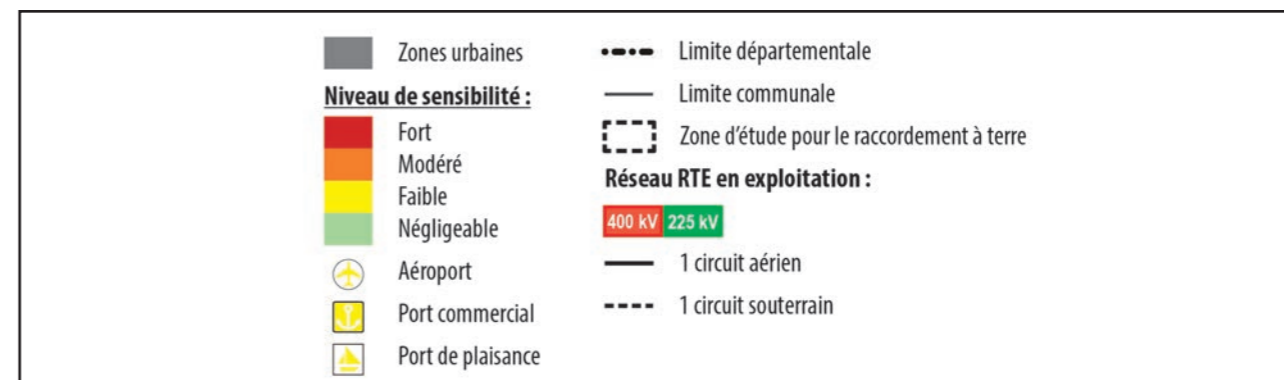 Zones urbaines
Niveau de sensibilité :
Fort
Modéré
Faible
Négligeable
Aéroport
Port commercial
Port de plaisance
Limite départementale
Limite communale
Zone d'étude pour le raccordement à terre
Réseau RTE en exploitation :
400 kV 225 kV
1 circuit aérien
1 circuit souterrain